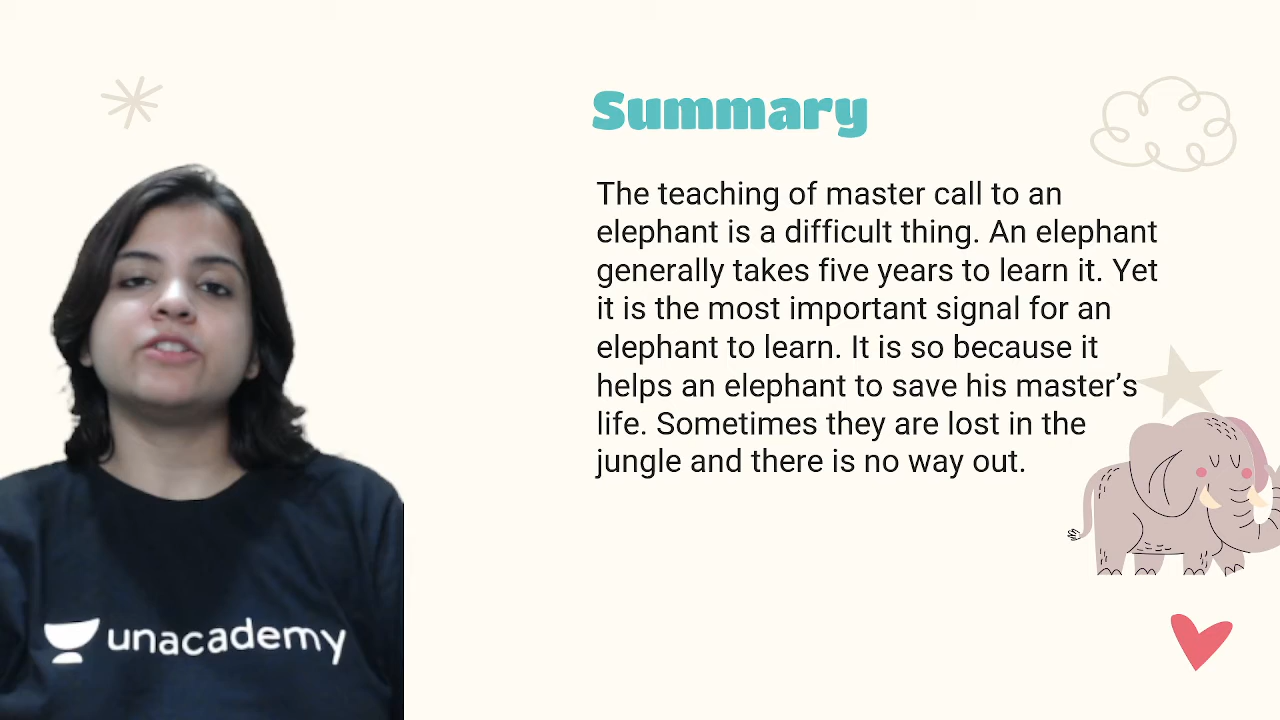 Summary
The teaching of master call to an
elephant is a difficult thing. An elephant
generally takes five years to learn it. Yet
it is the most important signal for an
elephant to learn. It is so because it
helps an elephant to save his master’s
life. Sometimes they are lost in the
jungle and there is no way out.
unacademy